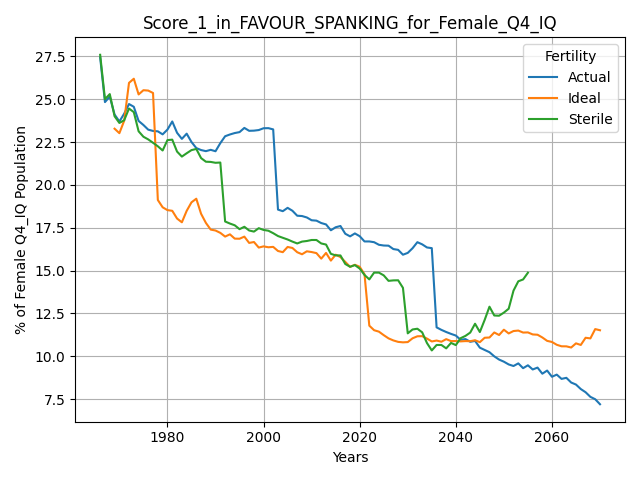 Score_1_in_FAVOUR_SPANKING_for_Female_Q4_IQ
Fertility
Actual
Ideal
Sterile
% of Female Q4_IQ Population
27.5
25.0
22.5
20.0
17.5
15.0
12.5
10.0
7.5
1980
2000
2020
2040
2060
Years